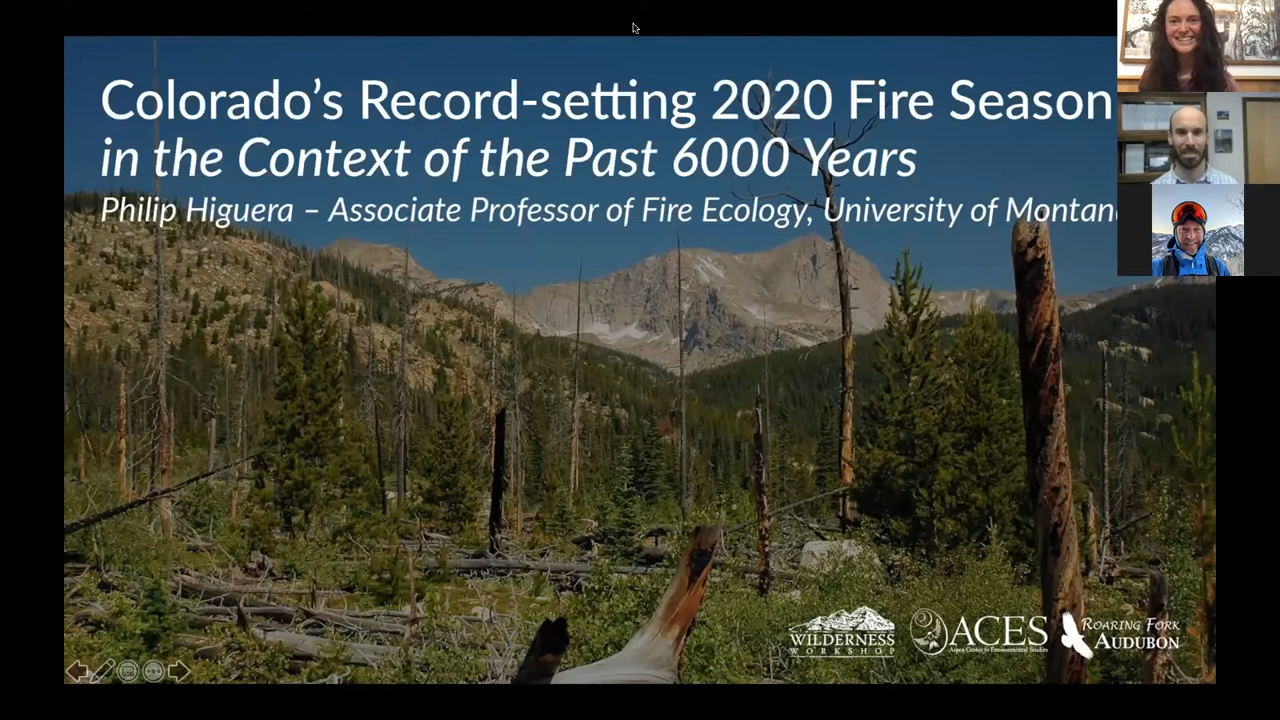 Colorado's Record-setting 2020 Fire Season
in the Context of the Past 6000 Years
Philip Higuera – Associate Professor of Fire Ecology, University of Montan
WILDERNESS
WORKSHOP
ACES
Aspen Center for Environmental Studies
ROARING FORK
AUDUBON